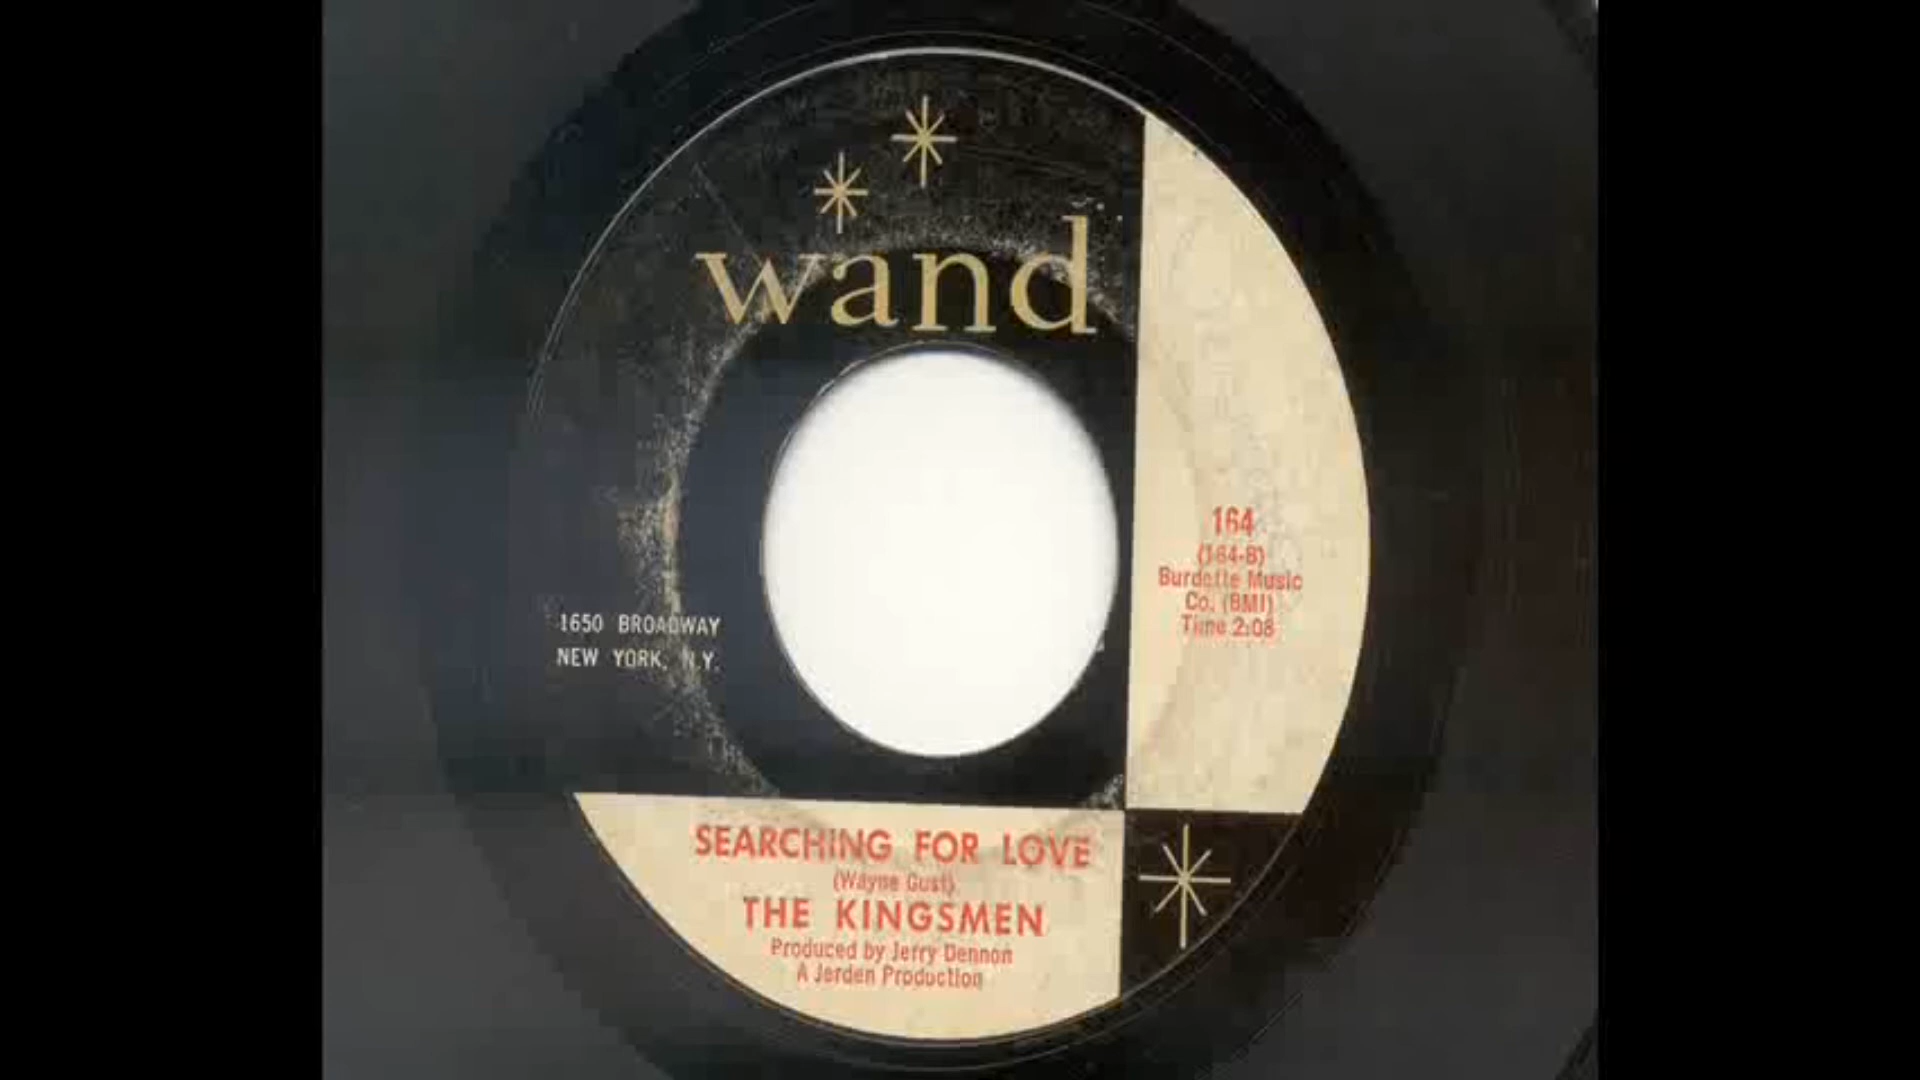 wand
164
(164-B)
Burdette Music
Co. (BMI)
Time 2:08
1650 BROADWAY
NEW YORK, N.Y.
SEARCHING FOR LOVE
(Wayne Gust)
THE KINGSMEN
Produced by Jerry Dennon
A Jerden Production